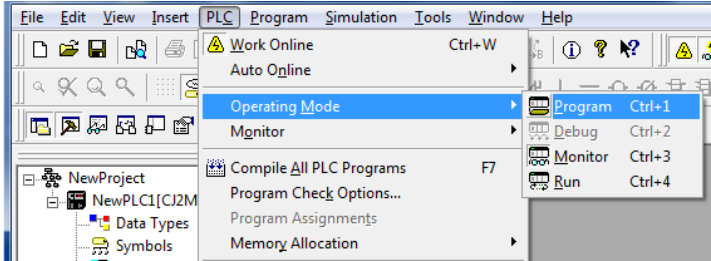 File Edit View Insert PLC Program Simulation Tools Window Help
Work Online Ctrl+W
Auto Online
Operating Mode
Monitor
Compile All PLC Programs F7
Program Check Options...
Program Assignments
Memory Allocation
Program Ctrl+1
Debug Ctrl+2
Monitor Ctrl+3
Run Ctrl+4
NewProject
NewPLC1[CJ2M
Data Types
Symbols